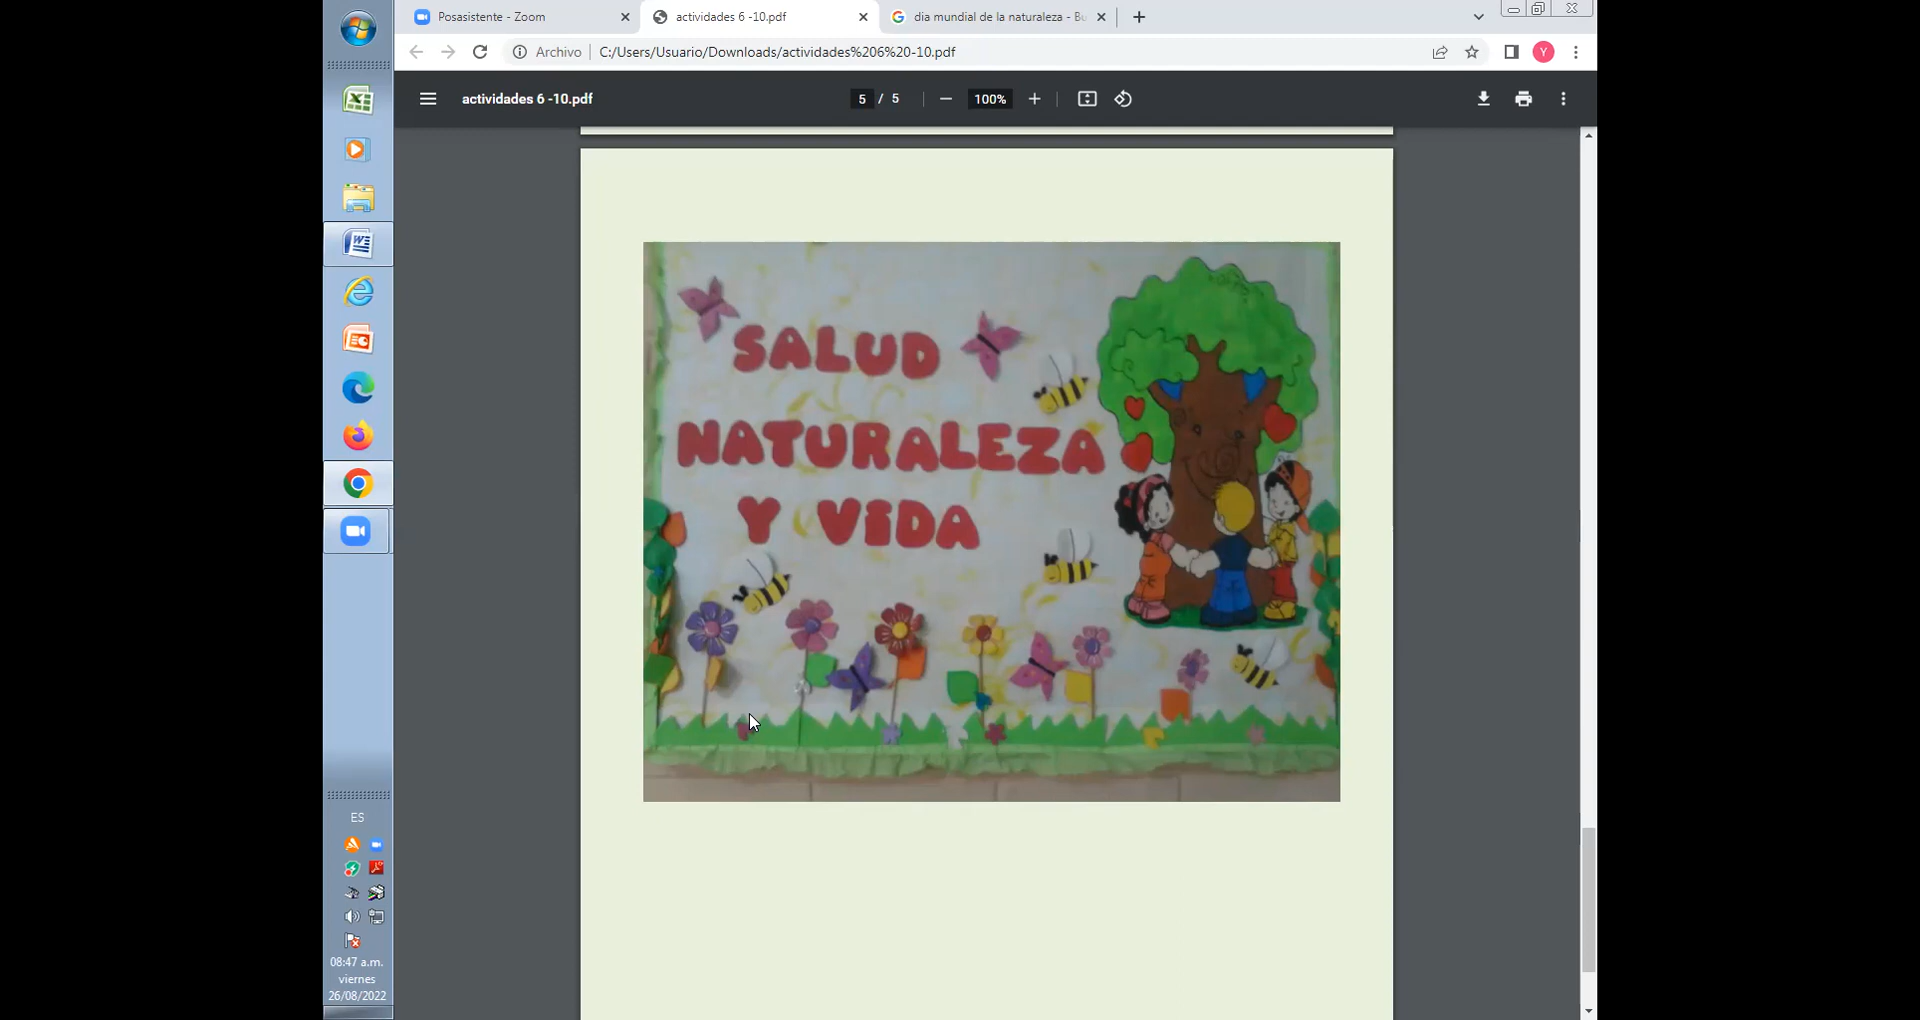 Posasistente - Zoom
actividades 6 -10.pdf
dia mundial de la naturaleza - Bu
Archivo
C:/Users/Usuario/Downloads/actividades%206%20-10.pdf
Y
actividades 6 -10.pdf
5 / 5
100%
SALUD
NATURALEZA
Y ViDA
ES
08:47 a.m.
viernes
26/08/2022